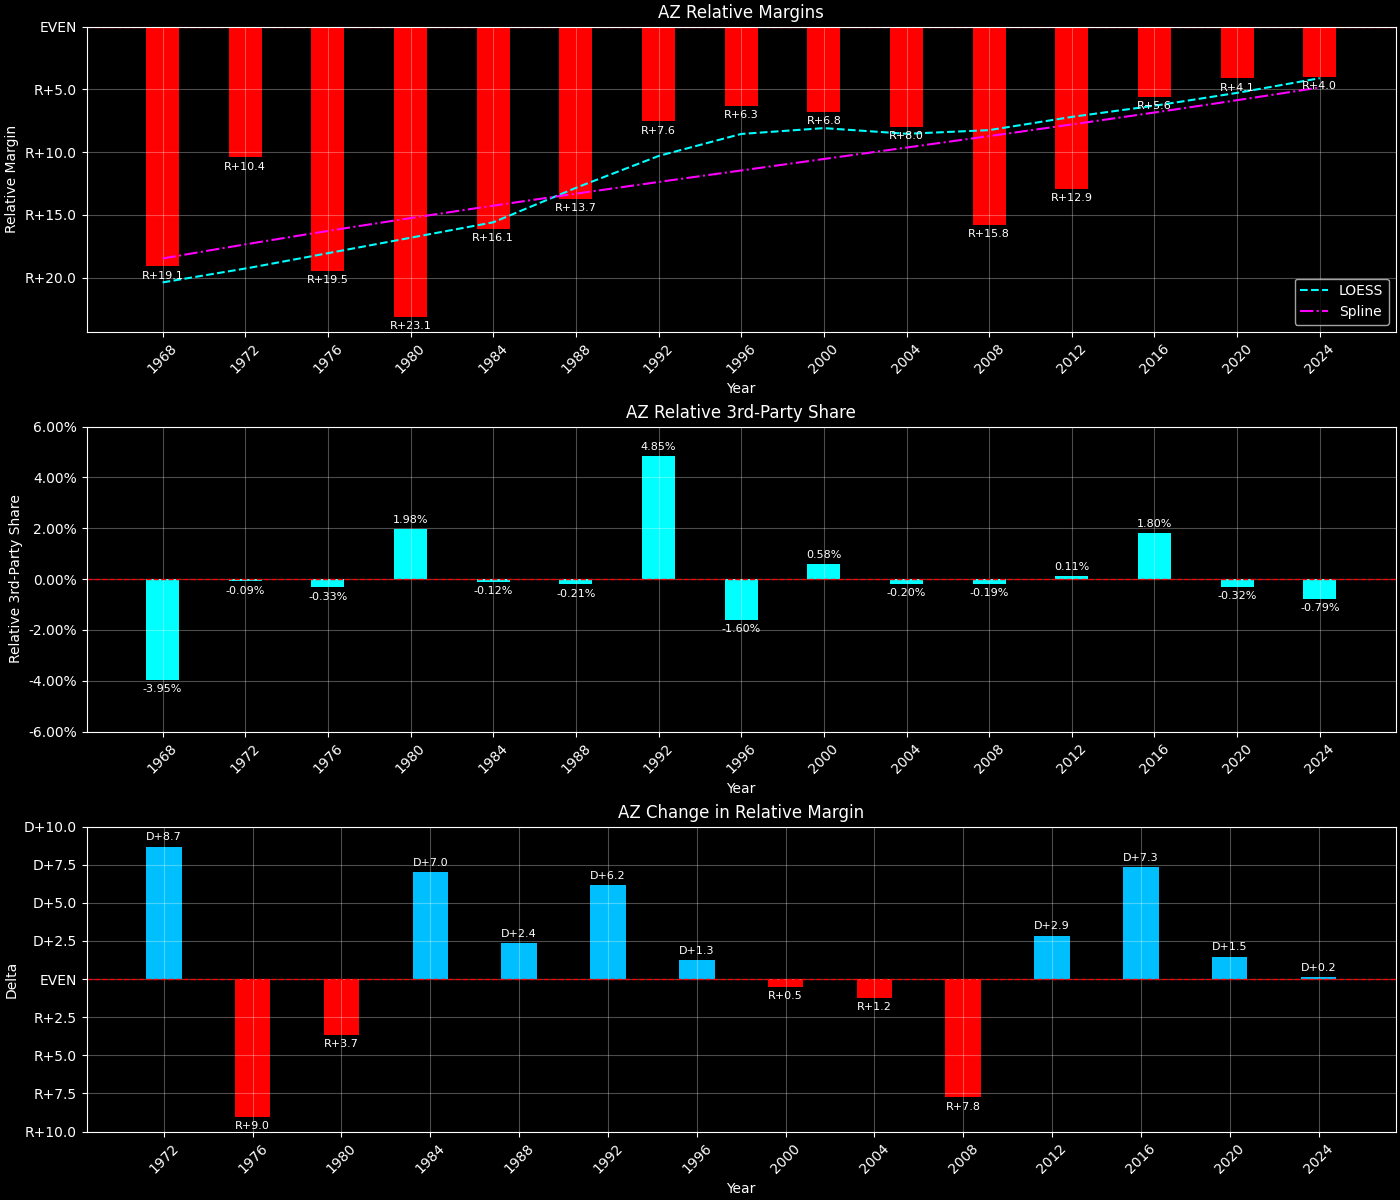 AZ Relative Margins
Relative Margin
EVEN
R+5.0
R+10.0
R+15.0
R+20.0
R+19.1
R+10.4
R+19.5
R+23.1
R+16.1
R+13.7
R+7.6
R+6.3
R+6.8
R+8.0
R+15.8
R+12.9
R+5.6
R+4.1
R+4.0
LOESS
Spline
1968 1972 1976 1980 1984 1988 1992 1996 2000 2004 2008 2012 2016 2020 2024
Year
AZ Relative 3rd-Party Share
Relative 3rd-Party Share
6.00%
4.00%
2.00%
0.00%
-2.00%
-4.00%
-6.00%
-3.95%
-0.09%
-0.33%
1.98%
-0.12%
-0.21%
4.85%
-1.60%
0.58%
-0.20%
-0.19%
0.11%
1.80%
-0.32%
-0.79%
1968 1972 1976 1980 1984 1988 1992 1996 2000 2004 2008 2012 2016 2020 2024
Year
AZ Change in Relative Margin
Delta
D+10.0
D+7.5
D+5.0
D+2.5
EVEN
R+2.5
R+5.0
R+7.5
R+10.0
D+8.7
R+9.0
R+3.7
D+7.0
D+2.4
D+6.2
D+1.3
R+0.5
R+1.2
R+7.8
D+2.9
D+7.3
D+1.5
D+0.2
1972 1976 1980 1984 1988 1992 1996 2000 2004 2008 2012 2016 2020 2024
Year